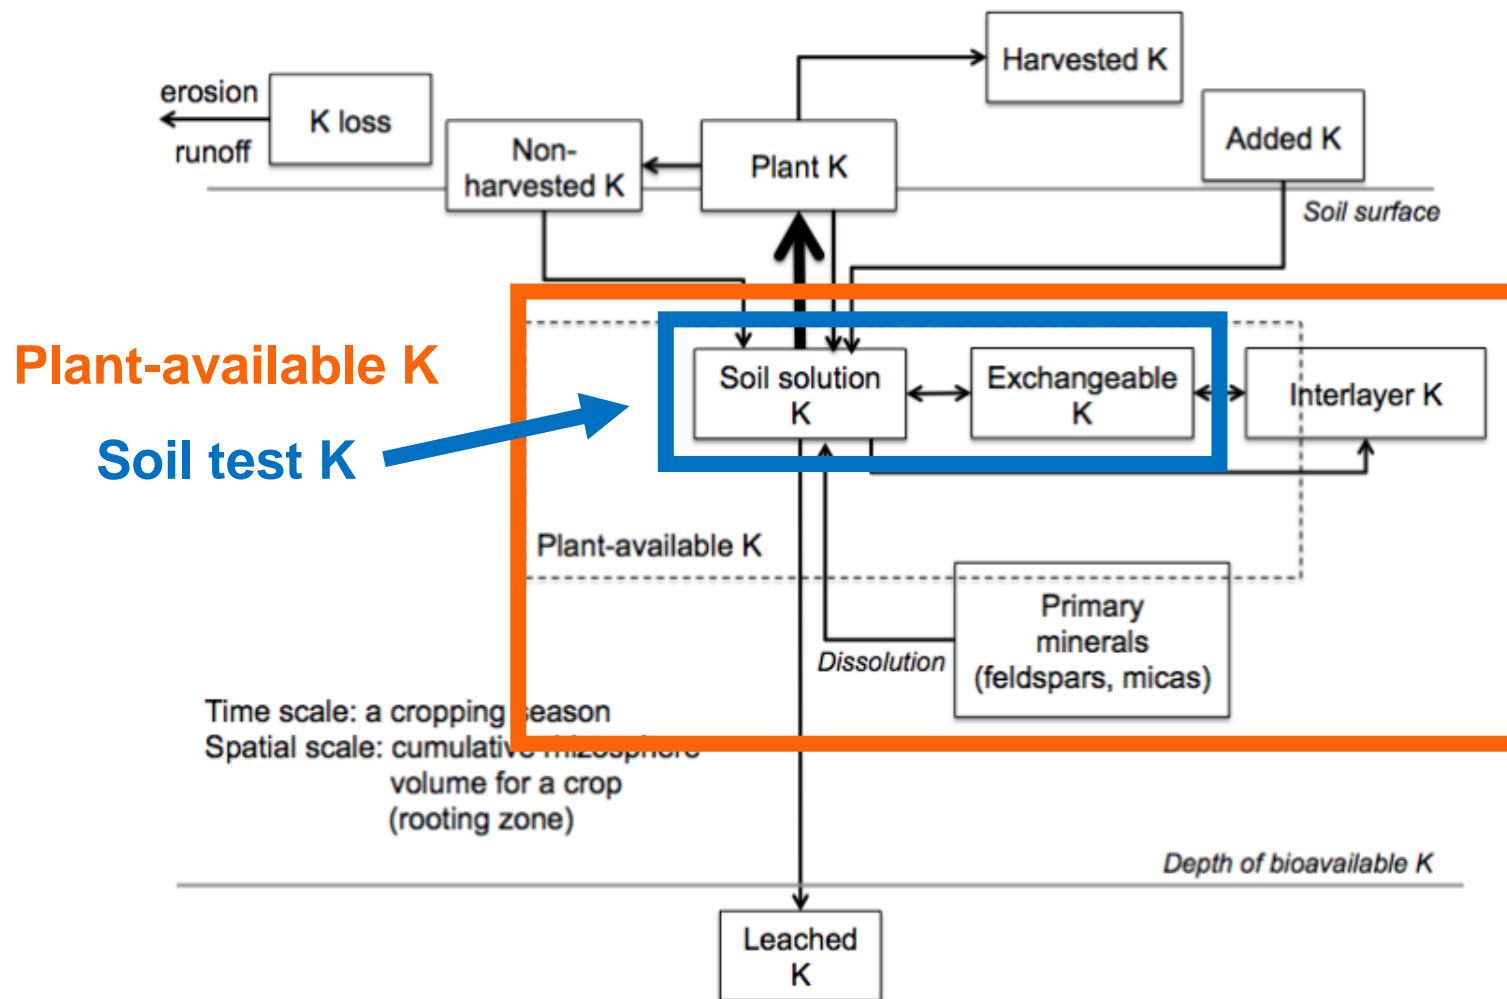 Harvested K
erosion
K loss
runoff
Non-
harvested K
Plant K
Added K
Soil surface
Plant-available K
Soil test K
Soil solution
K
Exchangeable
K
Interlayer K
Plant-available K
Primary
minerals
(feldspars, micas)
Dissolution
Time scale: a cropping season
Spatial scale: cumulative rhizosphere
volume for a crop
(rooting zone)
Depth of bioavailable K
Leached
K